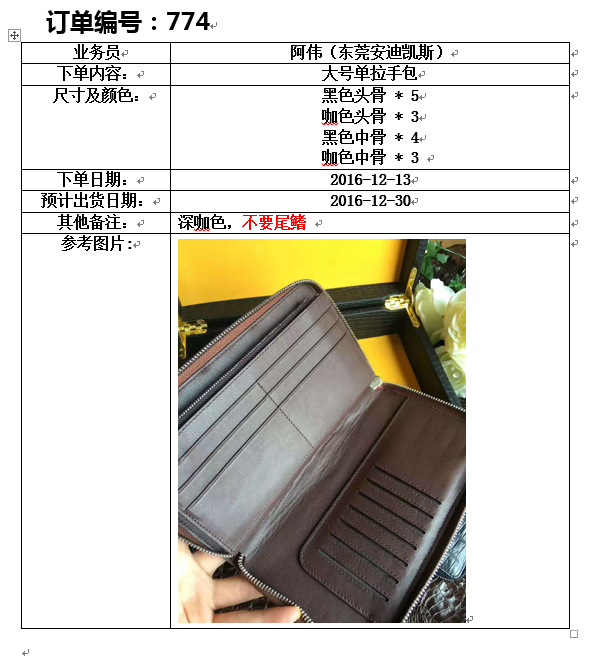 订单编号：774
业务员
阿伟（东莞安迪凯斯）
下单内容：
大号单拉手包
尺寸及颜色：
黑色头骨 * 5
咖色头骨 * 3
黑色中骨 * 4
咖色中骨 * 3
下单日期：
2016-12-13
预计出货日期：
2016-12-30
其他备注：
深咖色，不要尾鳍
参考图片: